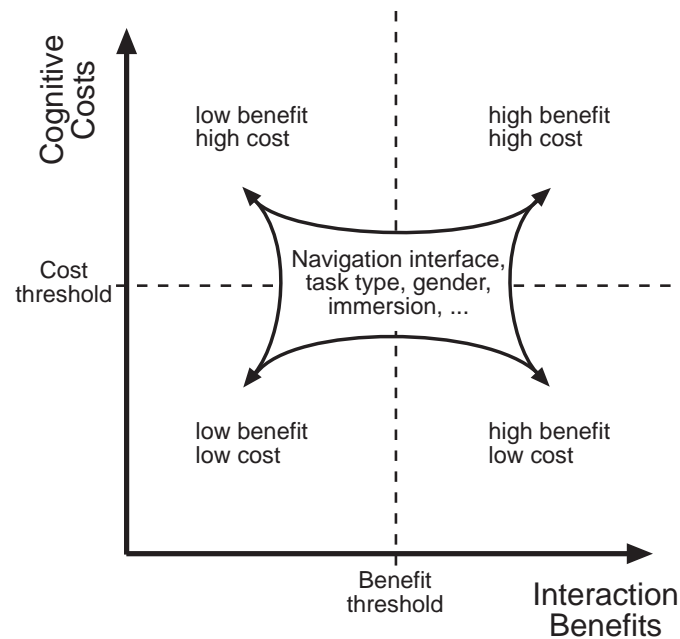 Cognitive
Costs
low benefit
high cost
high benefit
high cost
Navigation interface,
task type, gender,
immersion, ...
Cost
threshold
low benefit
low cost
high benefit
low cost
Benefit
threshold
Interaction
Benefits